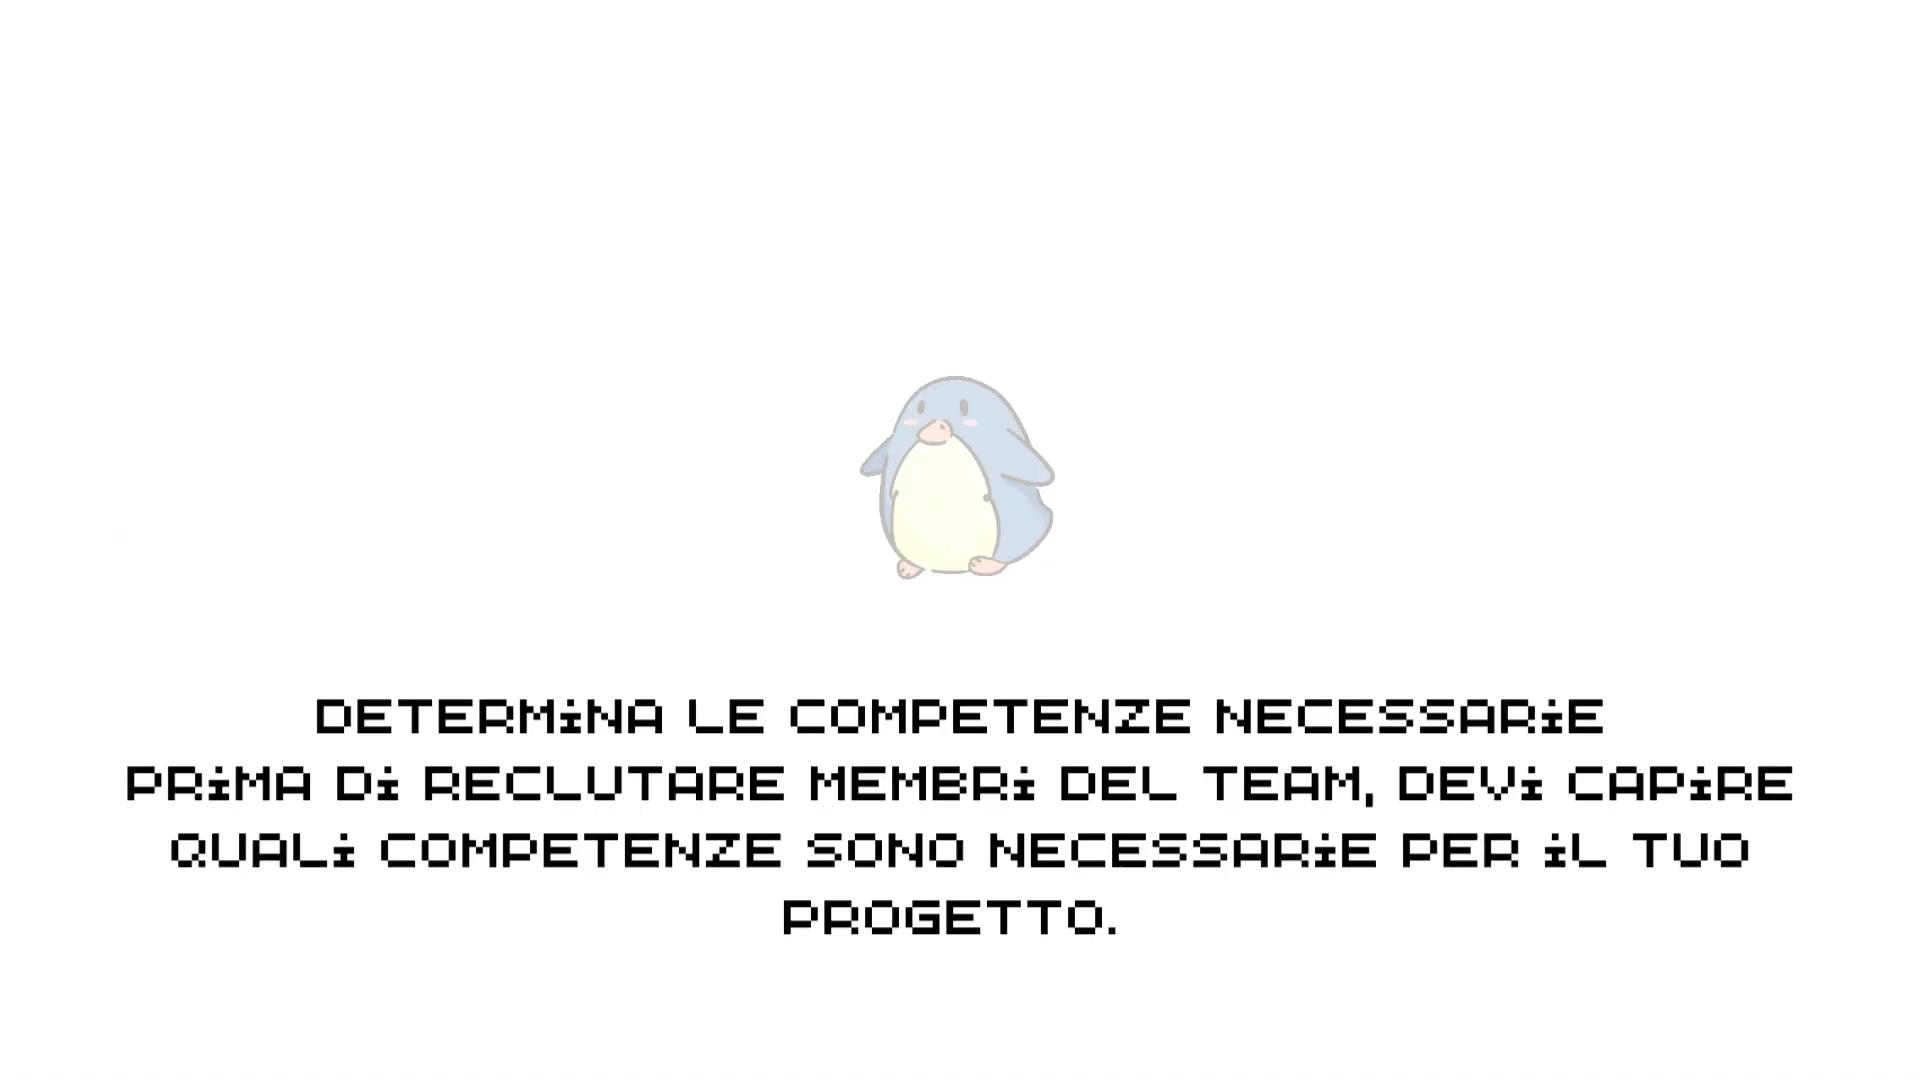 DETERMiNA LE COMPETENZE NECESSARiE
PRiMA Di RECLUTARE MEMBRi DEL TEAM, DEVi CAPiRE
QUALi COMPETENZE SONO NECESSARiE PER iL TUO
PROGETTO.